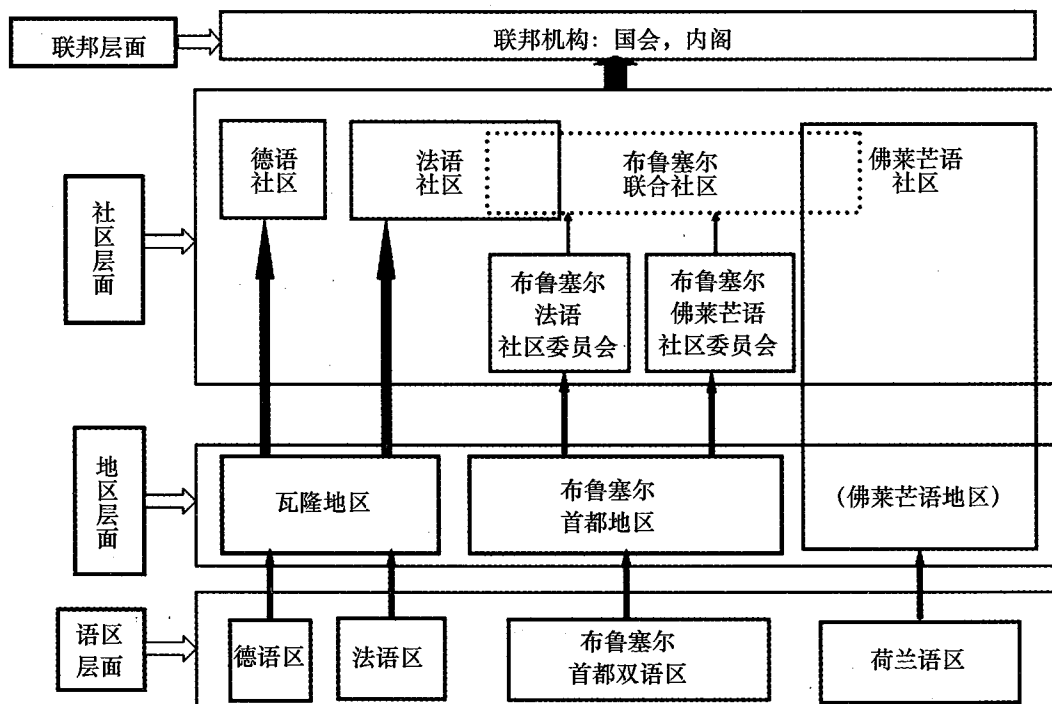 联邦层面
联邦机构：国会，内阁
社区层面
德语
社区
法语
社区
布鲁塞尔
联合社区
佛莱芒语
社区
布鲁塞尔
法语
社区委员会
布鲁塞尔
佛莱芒语
社区委员会
地区层面
瓦隆地区
布鲁塞尔
首都地区
(佛莱芒语地区)
语区
层面
德语区
法语区
布鲁塞尔
首都双语区
荷兰语区